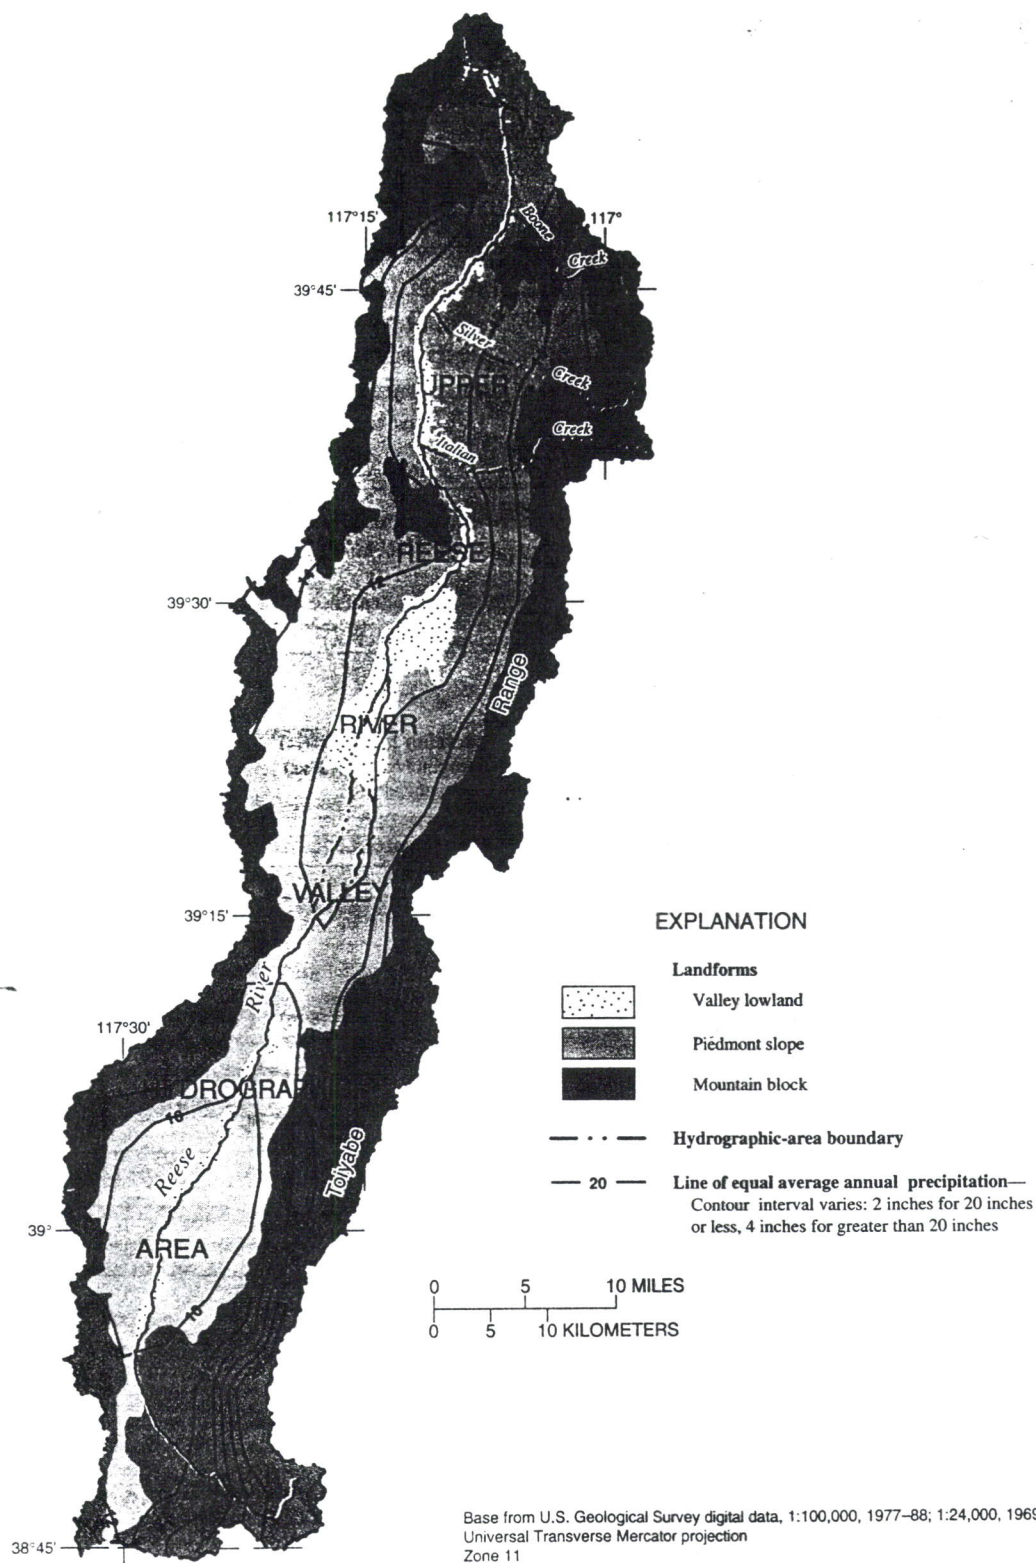 117°15'
117°
Boone
Creek
39°45'
Silver
UPPER
Creek
Creek
Italian
REESE
12
39°30'
Range
RIVER
VALLEY
39°15'
River
117°30'
10
Toiyabe
Reese
39°
AREA
10
38°45'
EXPLANATION
Landforms
Valley lowland
Piedmont slope
Mountain block
Hydrographic-area boundary
20
Line of equal average annual precipitation—
Contour interval varies: 2 inches for 20 inches
or less, 4 inches for greater than 20 inches
0 5 10 MILES
0 5 10 KILOMETERS
Base from U.S. Geological Survey digital data, 1:100,000, 1977–88; 1:24,000, 1969
Universal Transverse Mercator projection
Zone 11